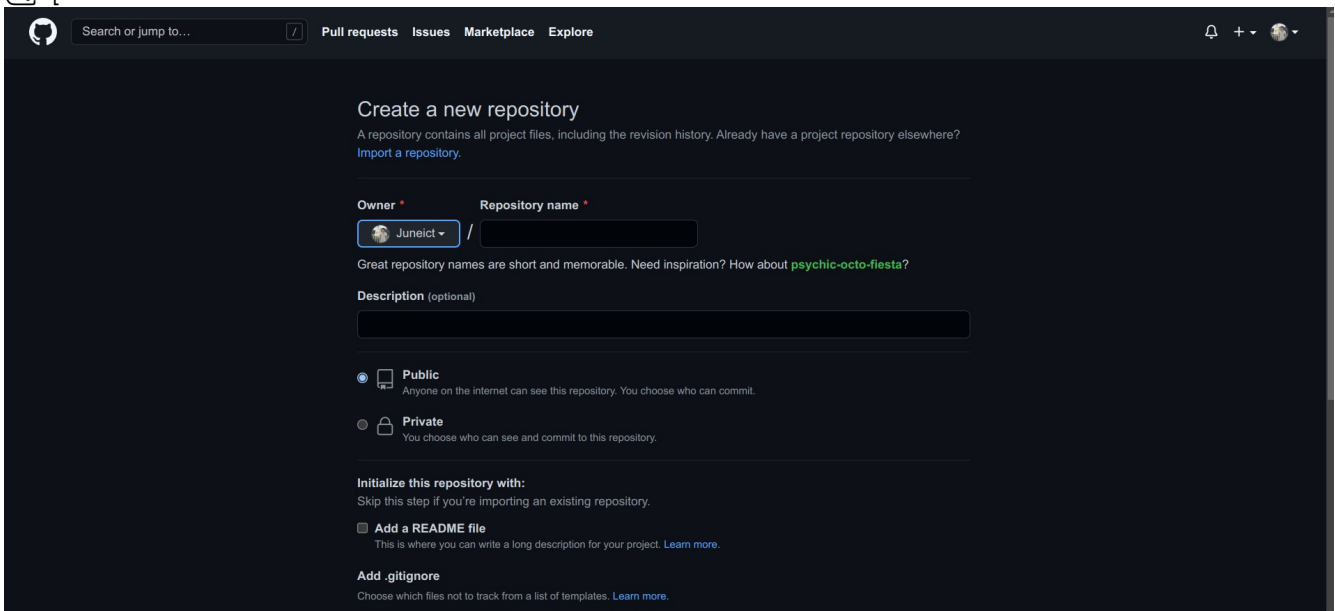 Search or jump to... /
Pull requests Issues Marketplace Explore
Create a new repository
A repository contains all project files, including the revision history. Already have a project repository elsewhere?
Import a repository.
Owner * Repository name *
Juneict /
Great repository names are short and memorable. Need inspiration? How about psychic-octo-fiesta?
Description (optional)
Public
Anyone on the internet can see this repository. You choose who can commit.
Private
You choose who can see and commit to this repository.
Initialize this repository with:
Skip this step if you're importing an existing repository.
Add a README file
This is where you can write a long description for your project. Learn more.
Add .gitignore
Choose which files not to track from a list of templates. Learn more.